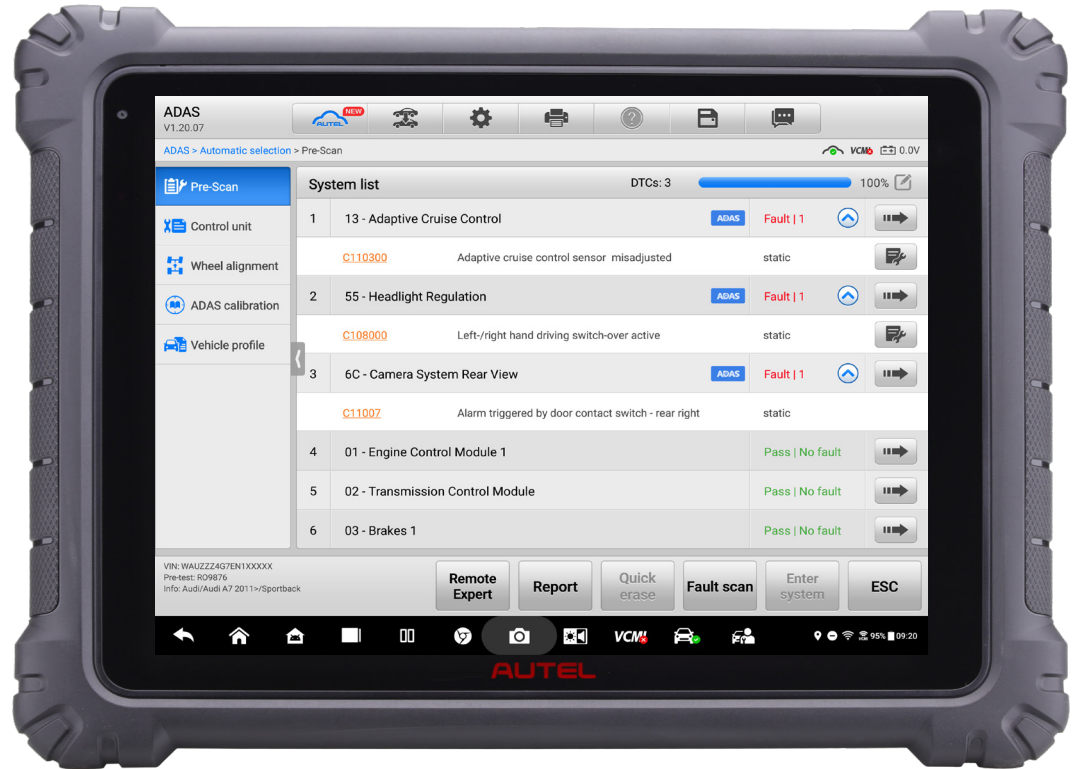 ADAS
V1.20.07
AUTEL NEW
ADAS > Automatic selection > Pre-Scan
VCMI 0.0V
Pre-Scan
Control unit
Wheel alignment
ADAS calibration
Vehicle profile
System list DTCs: 3 100%
1 13 - Adaptive Cruise Control ADAS Fault | 1
C110300 Adaptive cruise control sensor misadjusted static
2 55 - Headlight Regulation ADAS Fault | 1
C108000 Left-/right hand driving switch-over active static
3 6C - Camera System Rear View ADAS Fault | 1
C11007 Alarm triggered by door contact switch - rear right static
4 01 - Engine Control Module 1 Pass | No fault
5 02 - Transmission Control Module Pass | No fault
6 03 - Brakes 1 Pass | No fault
VIN: WAUZZZ4G7EN1XXXXX
Pre-test: RO9876
Info: Audi/Audi A7 2011>/Sportback
Remote Expert
Report
Quick erase
Fault scan
Enter system
ESC
VCMI
VCMI 95% 09:20
AUTEL